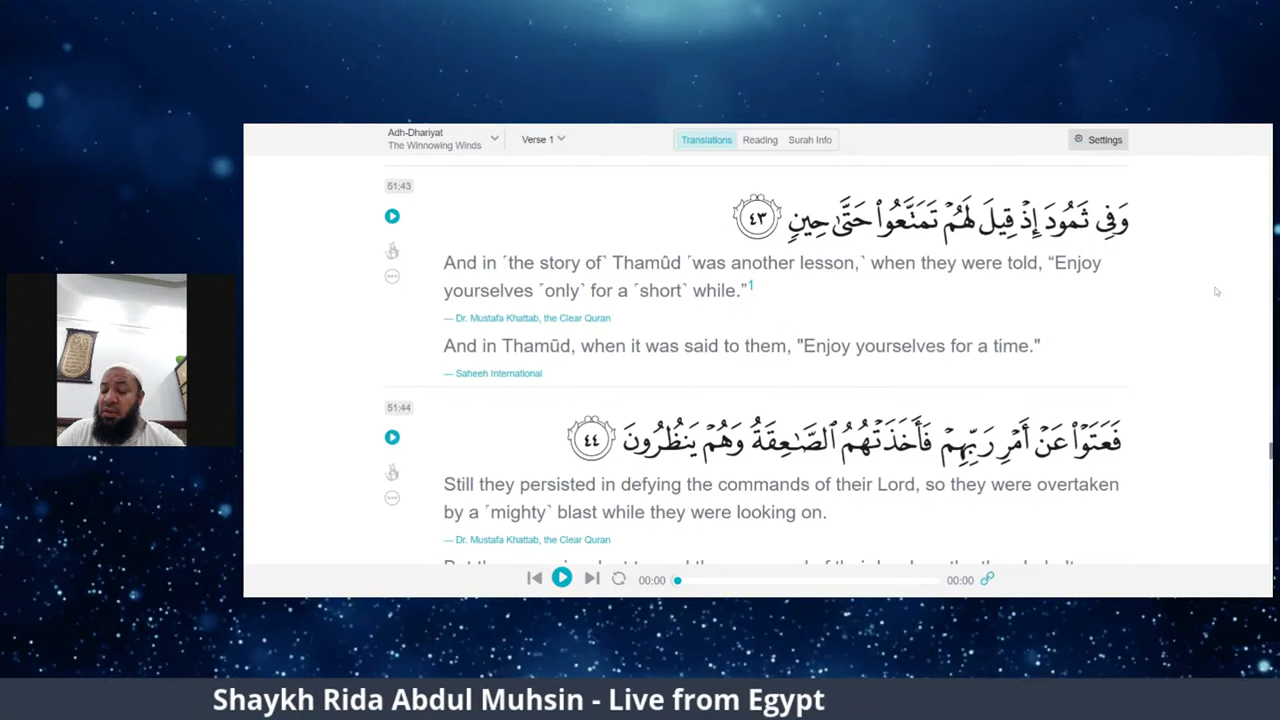 Adh-Dhariyat
The Winnowing Winds
Verse 1
Translations Reading Surah Info
Settings
51:43
وَفِى ثَمُودَ إِذْ قِيلَ لَهُمْ تَمَتَّعُوا۟ حَتَّىٰ حِينٍ ٤٣
And in ˹the story of˺ Thamûd ˹was another lesson,˺ when they were told, “Enjoy
yourselves ˹only˺ for a ˹short˺ while.”1
— Dr. Mustafa Khattab, the Clear Quran
And in Thamūd, when it was said to them, "Enjoy yourselves for a time."
— Saheeh International
51:44
فَعَتَوْا۟ عَنْ أَمْرِ رَبِّهِمْ فَأَخَذَتْهُمُ ٱلصَّـٰعِقَةُ وَهُمْ يَنظُرُونَ ٤٤
Still they persisted in defying the commands of their Lord, so they were overtaken
by a ˹mighty˺ blast while they were looking on.
— Dr. Mustafa Khattab, the Clear Quran
00:00 00:00
Shaykh Rida Abdul Muhsin - Live from Egypt